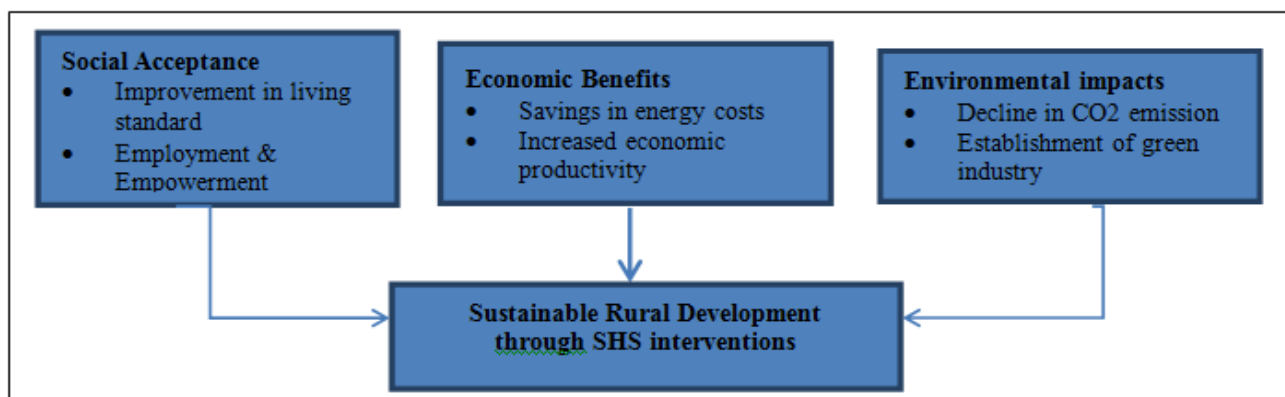 Social Acceptance
• Improvement in living
standard
• Employment &
Empowerment
Economic Benefits
• Savings in energy costs
• Increased economic
productivity
Environmental impacts
• Decline in CO2 emission
• Establishment of green
industry
Sustainable Rural Development
through SHS interventions